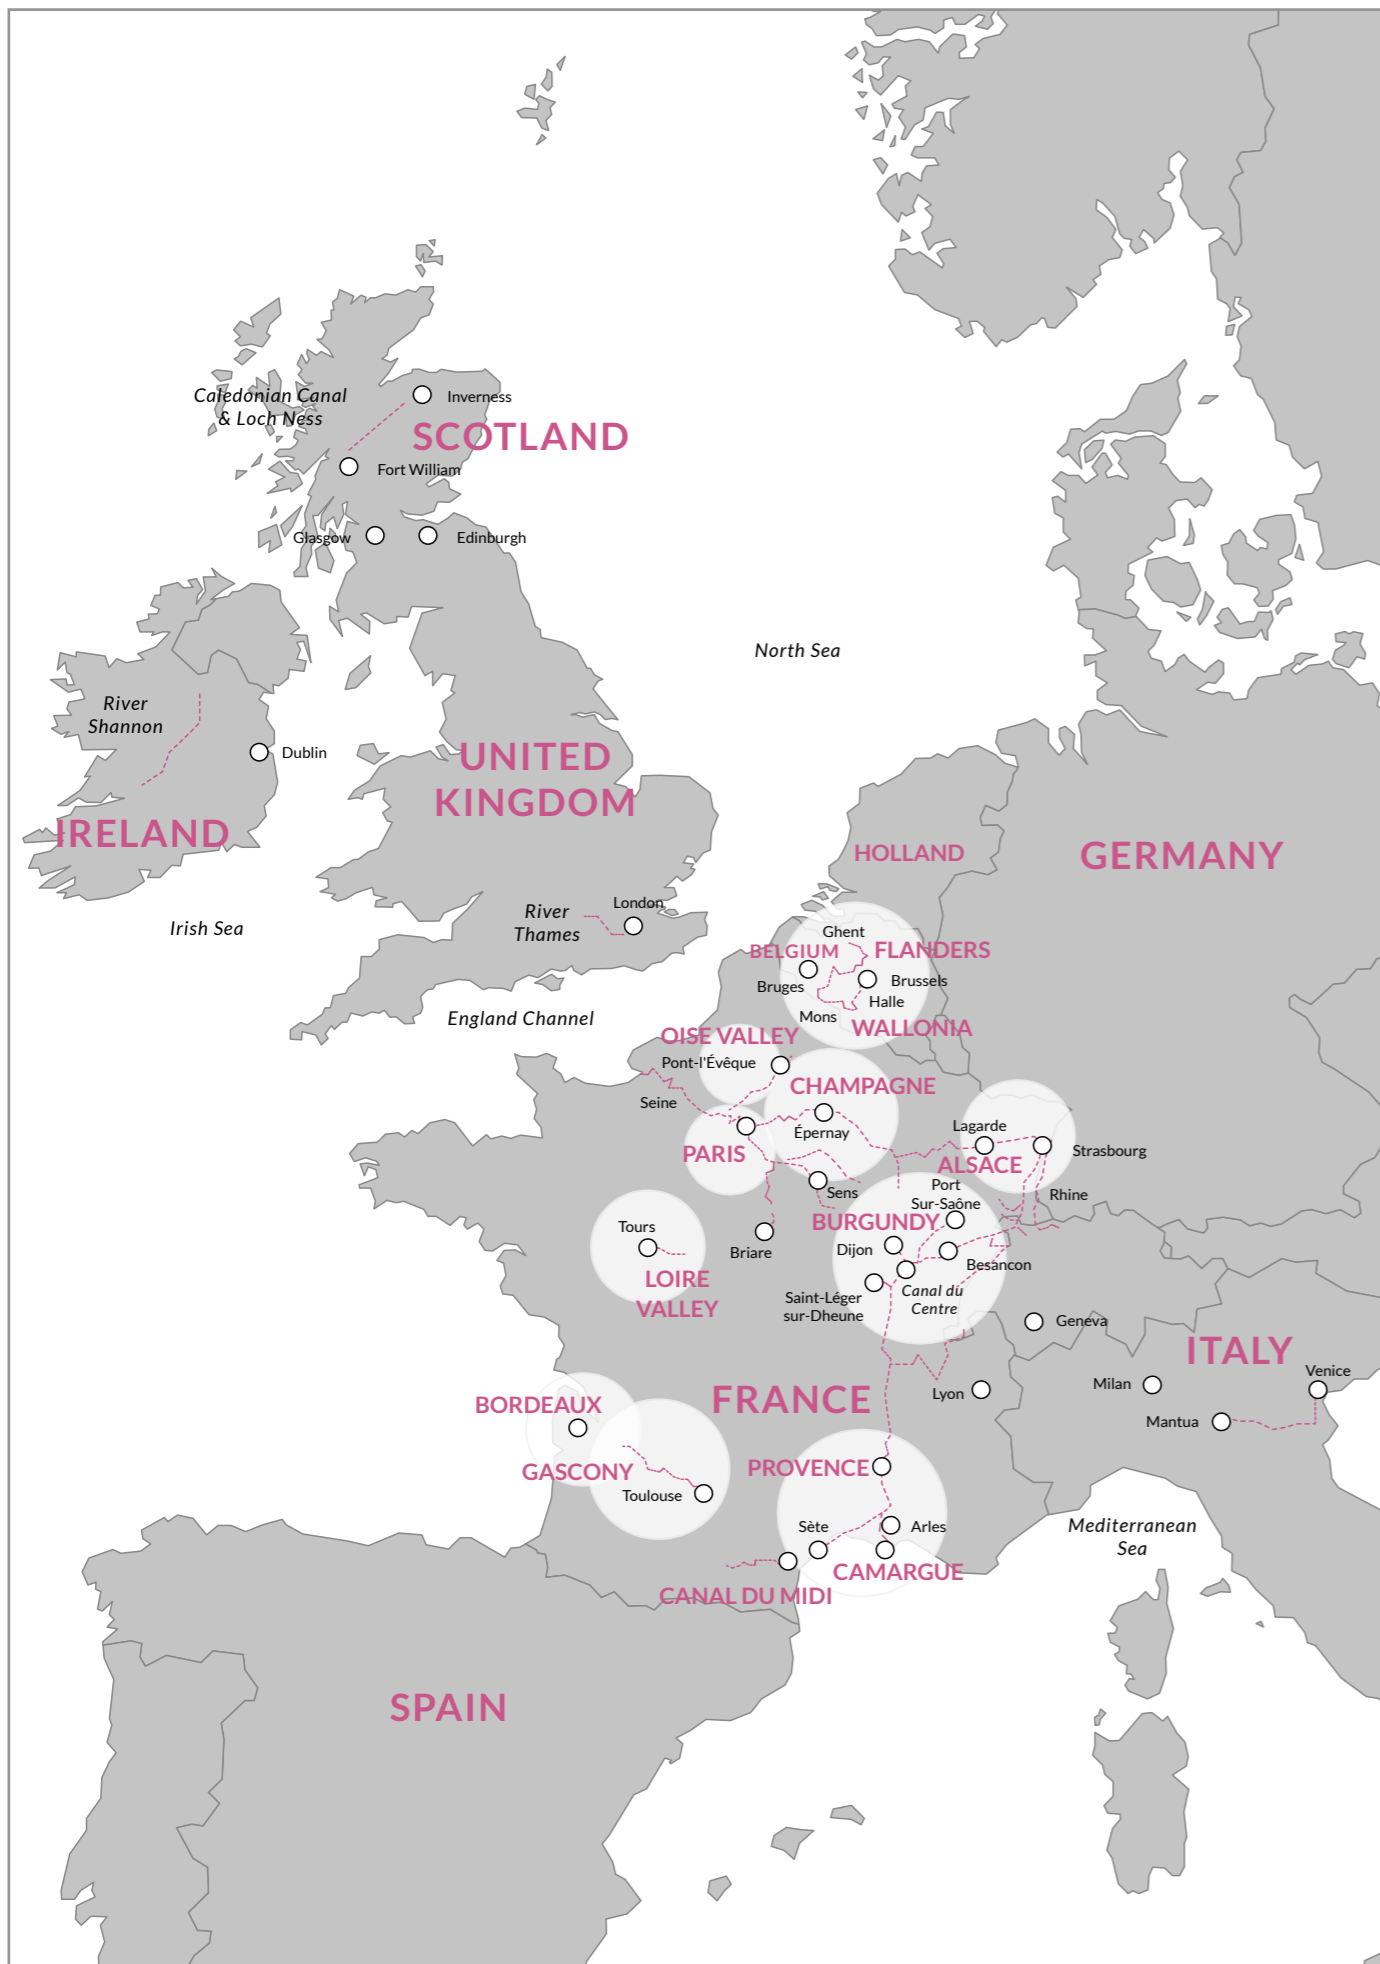 Caledonian Canal
& Loch Ness
Inverness
SCOTLAND
Fort William
Glasgow
Edinburgh
North Sea
River
Shannon
Dublin
UNITED
KINGDOM
IRELAND
HOLLAND
GERMANY
Irish Sea
River
Thames
London
Ghent
BELGIUM
FLANDERS
Bruges
Brussels
Halle
Mons
WALLONIA
England Channel
OISE VALLEY
Pont-l'Évêque
CHAMPAGNE
Seine
Épernay
PARIS
Lagarde
Strasbourg
ALSACE
Sens
Port
Sur-Saône
Rhine
BURGUNDY
Tours
Briare
Dijon
Besancon
LOIRE
VALLEY
Saint-Léger
sur-Dheune
Canal du
Centre
Geneva
ITALY
Venice
Milan
Lyon
FRANCE
BORDEAUX
Mantua
GASCONY
PROVENCE
Toulouse
Sète
Arles
Mediterranean
Sea
CAMARGUE
CANAL DU MIDI
SPAIN